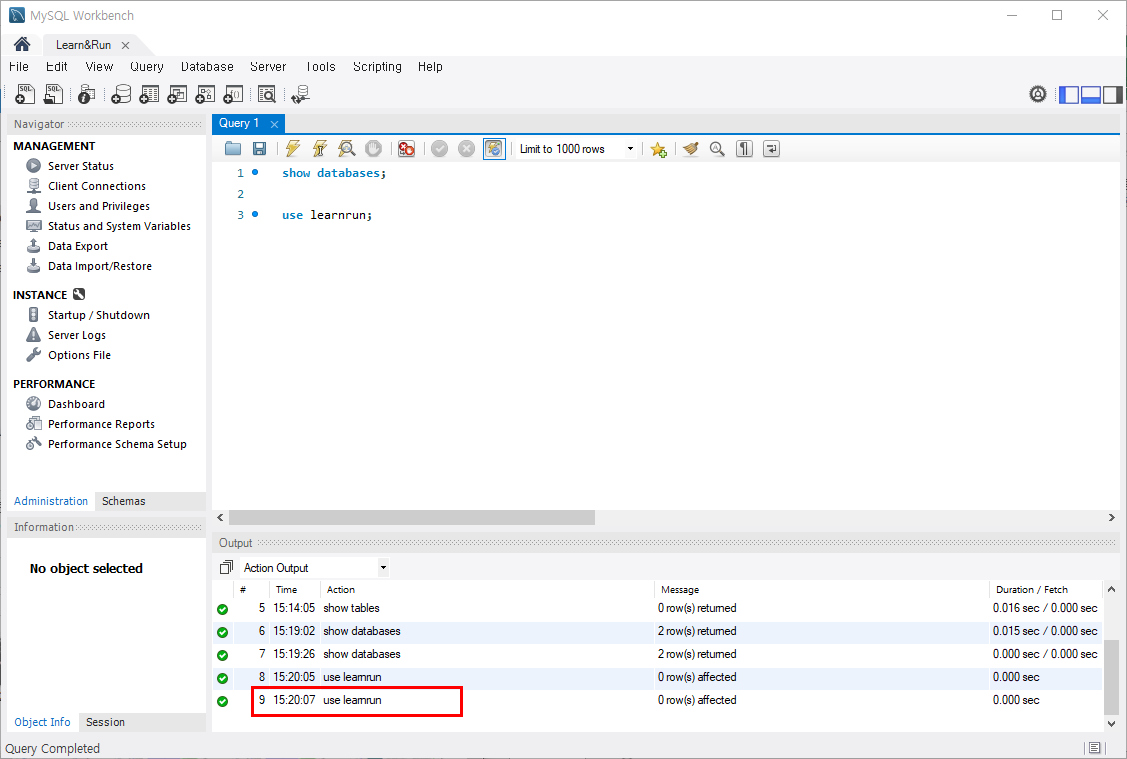 MySQL Workbench
Learn&Run
File Edit View Query Database Server Tools Scripting Help
Navigator
MANAGEMENT
Server Status
Client Connections
Users and Privileges
Status and System Variables
Data Export
Data Import/Restore
INSTANCE
Startup / Shutdown
Server Logs
Options File
PERFORMANCE
Dashboard
Performance Reports
Performance Schema Setup
Administration Schemas
Information
No object selected
Object Info Session
Query 1
Limit to 1000 rows
1 show databases;
2
3 use learnrun;
Output
Action Output
# Time Action Message Duration / Fetch
5 15:14:05 show tables 0 row(s) returned 0.016 sec / 0.000 sec
6 15:19:02 show databases 2 row(s) returned 0.015 sec / 0.000 sec
7 15:19:26 show databases 2 row(s) returned 0.000 sec / 0.000 sec
8 15:20:05 use learnrun 0 row(s) affected 0.000 sec
9 15:20:07 use learnrun 0 row(s) affected 0.000 sec
Query Completed